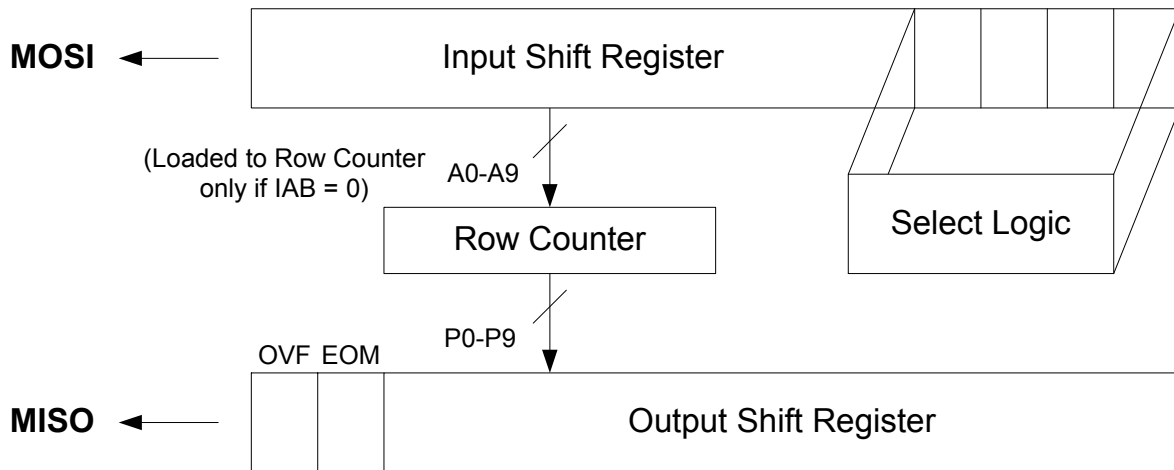 MOSI
Input Shift Register
(Loaded to Row Counter
only if IAB = 0)
A0-A9
Row Counter
Select Logic
P0-P9
OVF EOM
MISO
Output Shift Register